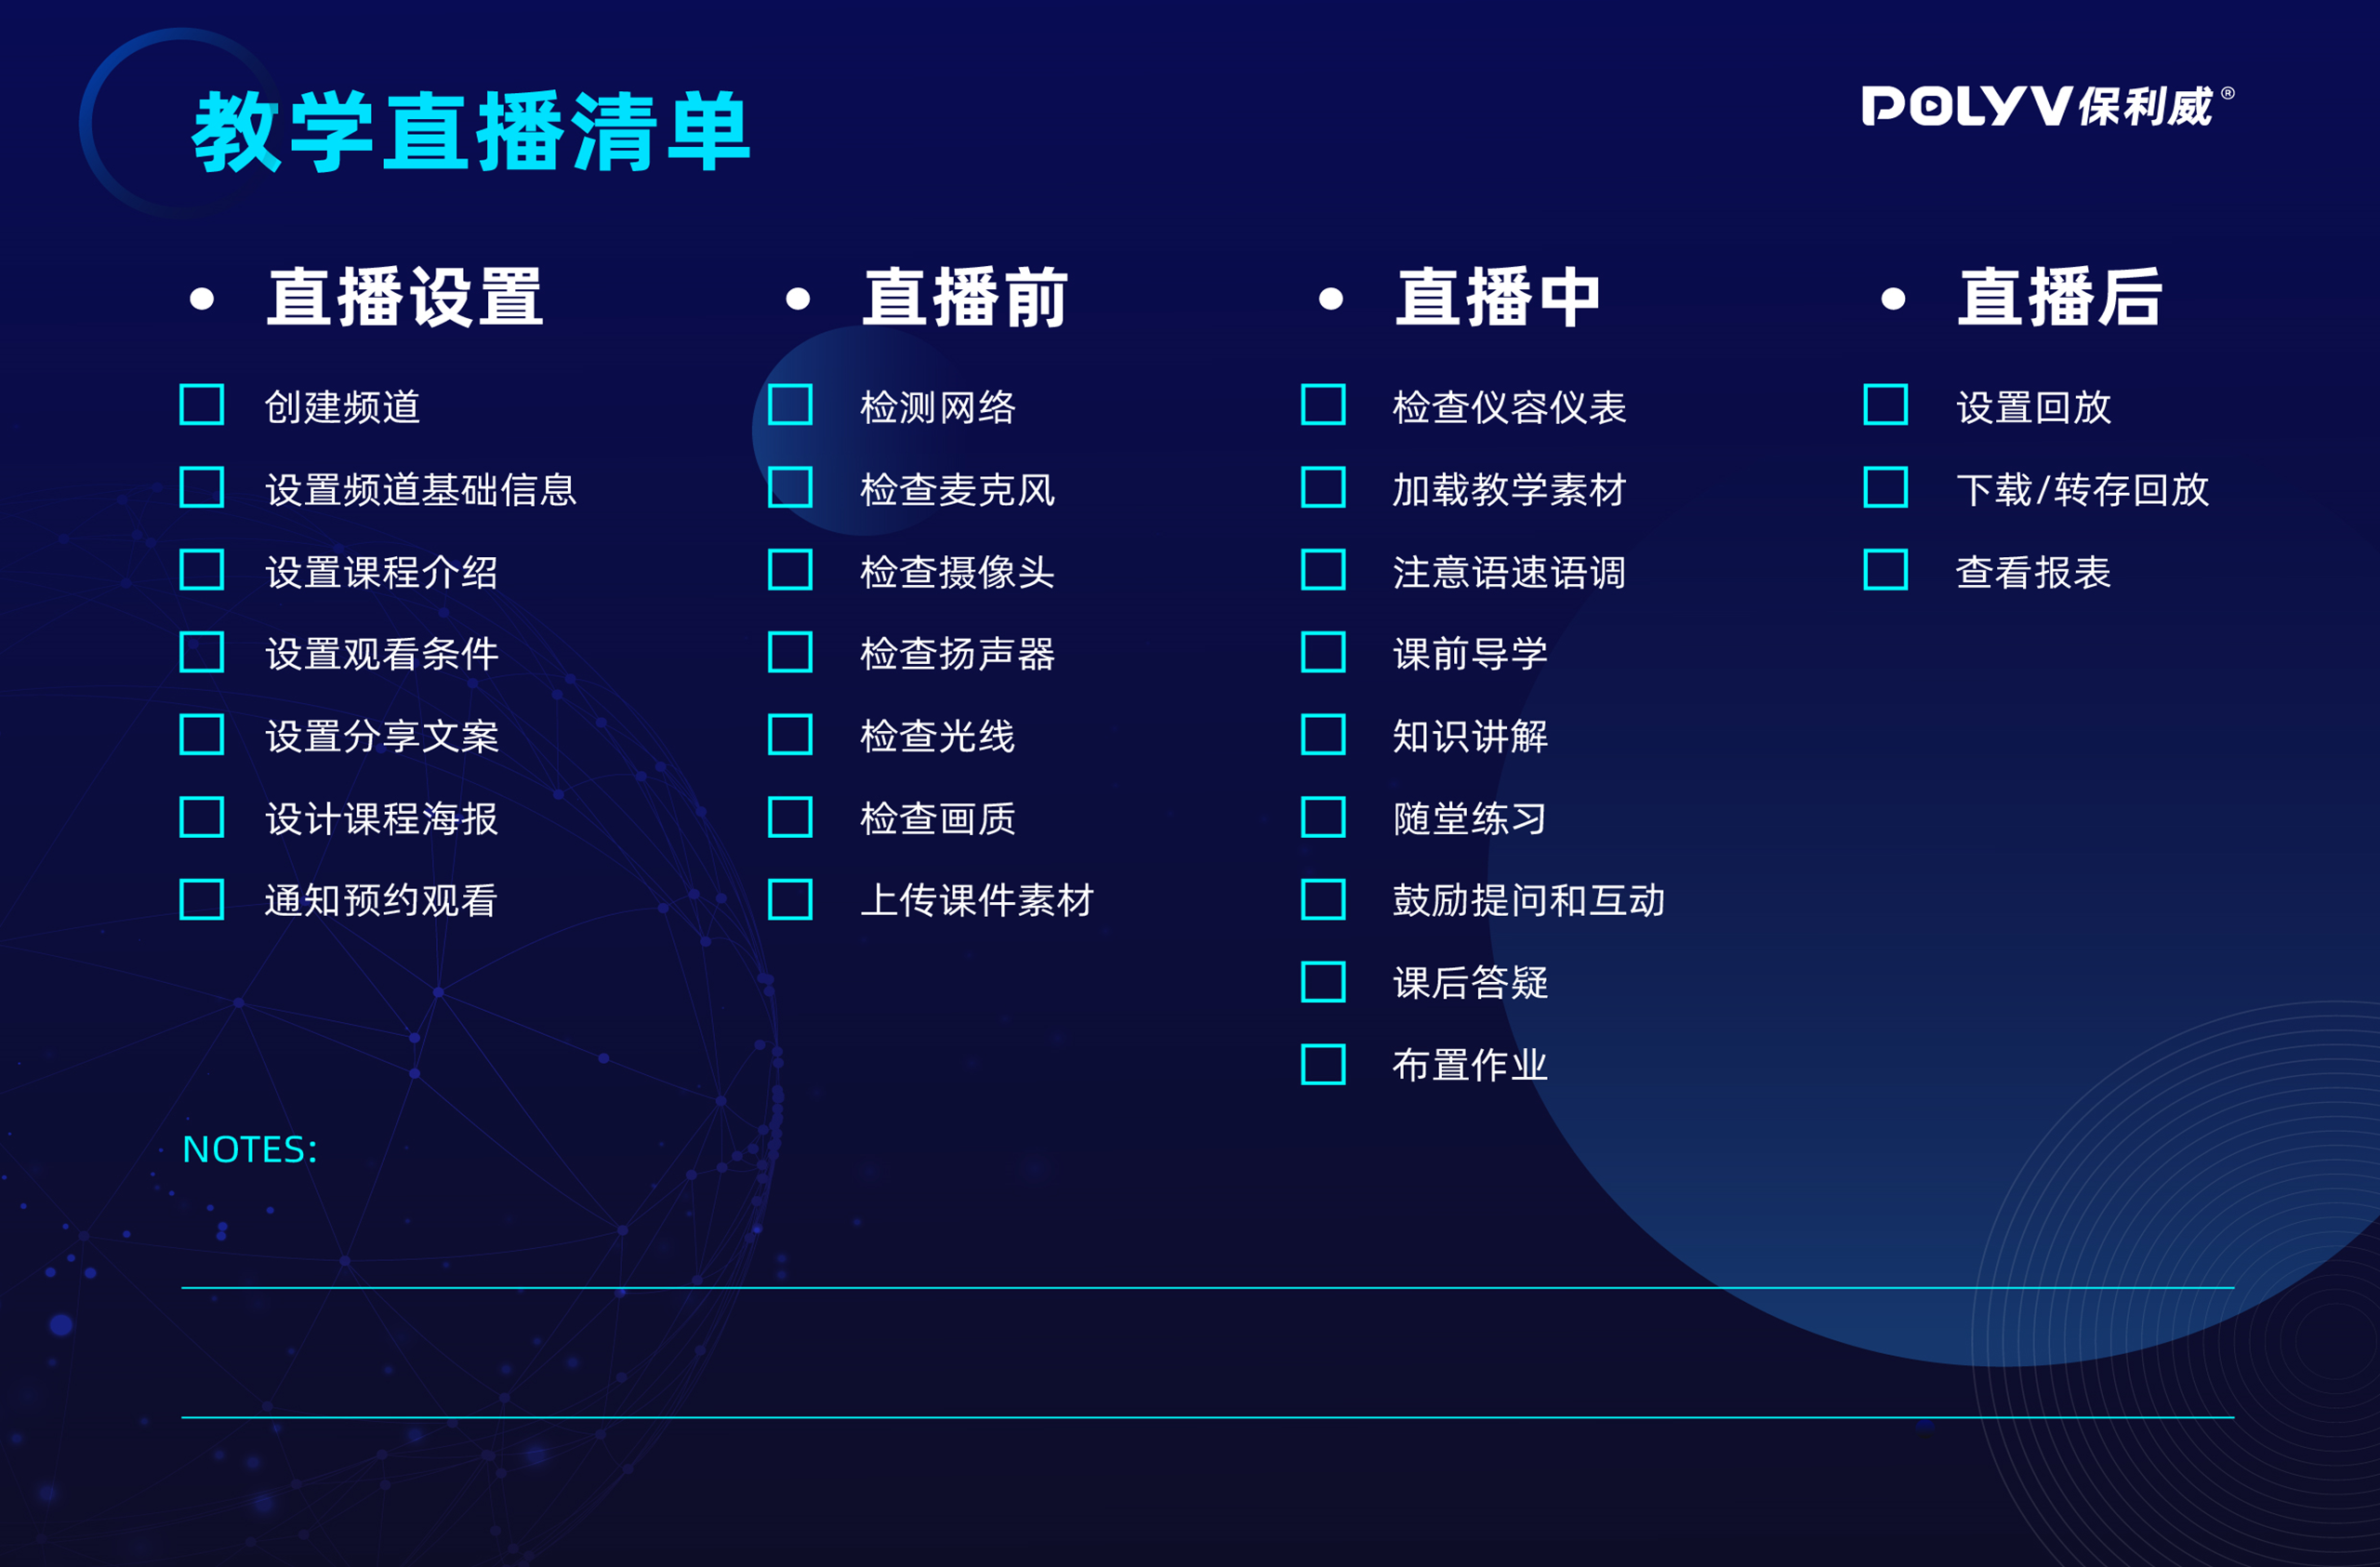 教学直播清单
POLYV保利威®
直播设置
创建频道
设置频道基础信息
设置课程介绍
设置观看条件
设置分享文案
设计课程海报
通知预约观看
直播前
检测网络
检查麦克风
检查摄像头
检查扬声器
检查光线
检查画质
上传课件素材
直播中
检查仪容仪表
加载教学素材
注意语速语调
课前导学
知识讲解
随堂练习
鼓励提问和互动
课后答疑
布置作业
直播后
设置回放
下载/转存回放
查看报表
NOTES: